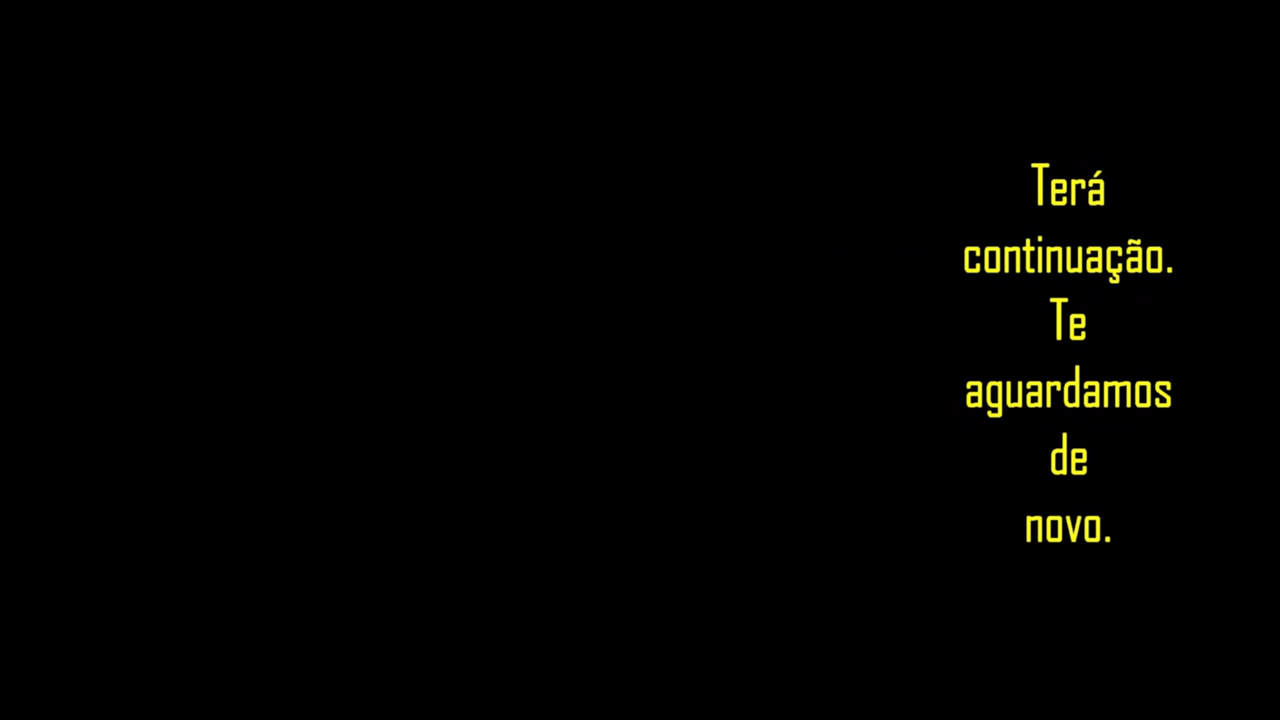 Terá
continuação.
Te
aguardamos
de
novo.